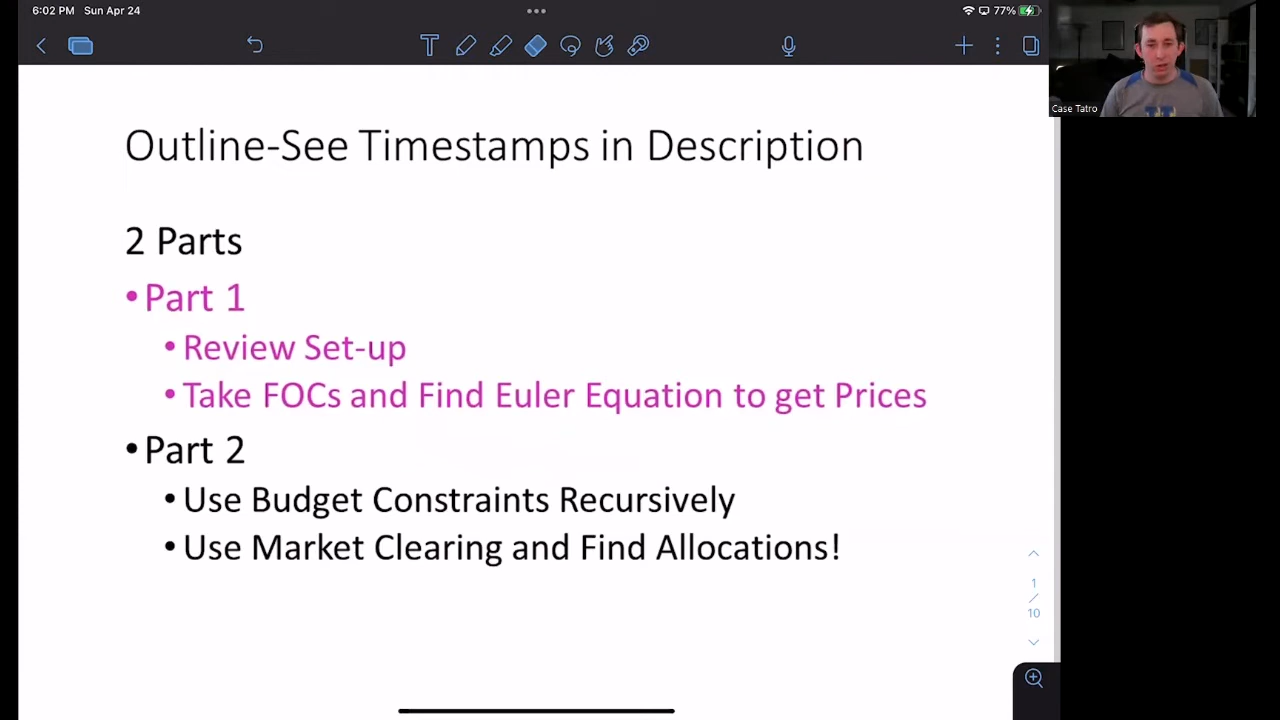 6:02 PM Sun Apr 24
77%
Case Tatro
Outline-See Timestamps in Description
2 Parts
•Part 1
•Review Set-up
•Take FOCs and Find Euler Equation to get Prices
•Part 2
•Use Budget Constraints Recursively
•Use Market Clearing and Find Allocations!
1
/
10